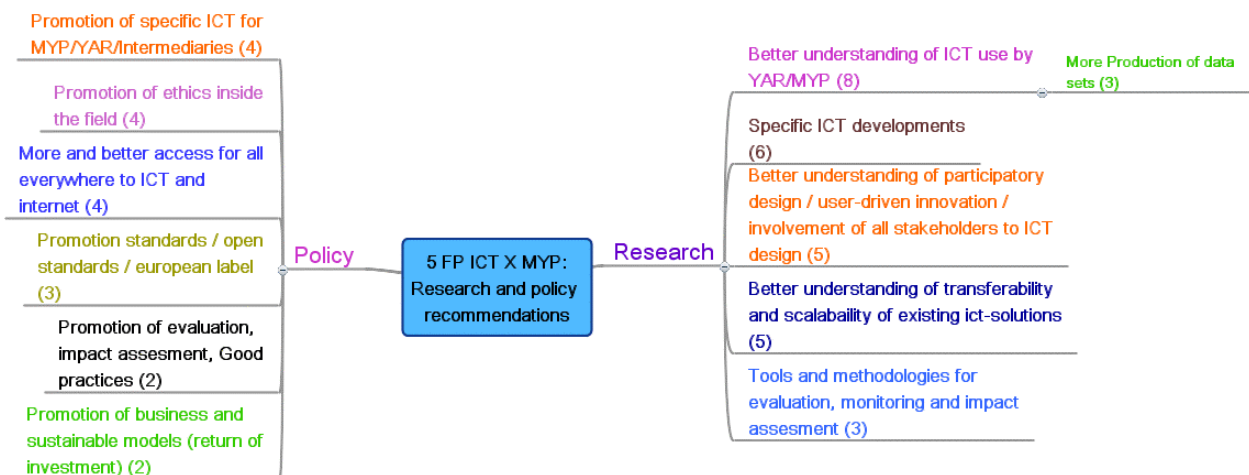 Promotion of specific ICT for
MYP/YAR/Intermediaries (4)
Promotion of ethics inside
the field (4)
More and better access for all
everywhere to ICT and
internet (4)
Promotion standards / open
standards / european label
(3)
Promotion of evaluation,
impact assesment, Good
practices (2)
Promotion of business and
sustainable models (return of
investment) (2)
Policy
5 FP ICT X MYP:
Research and policy
recommendations
Research
Better understanding of ICT use by
YAR/MYP (8)
More Production of data
sets (3)
Specific ICT developments
(6)
Better understanding of participatory
design / user-driven innovation /
involvement of all stakeholders to ICT
design (5)
Better understanding of transferability
and scalabaility of existing ict-solutions
(5)
Tools and methodologies for
evaluation, monitoring and impact
assesment (3)